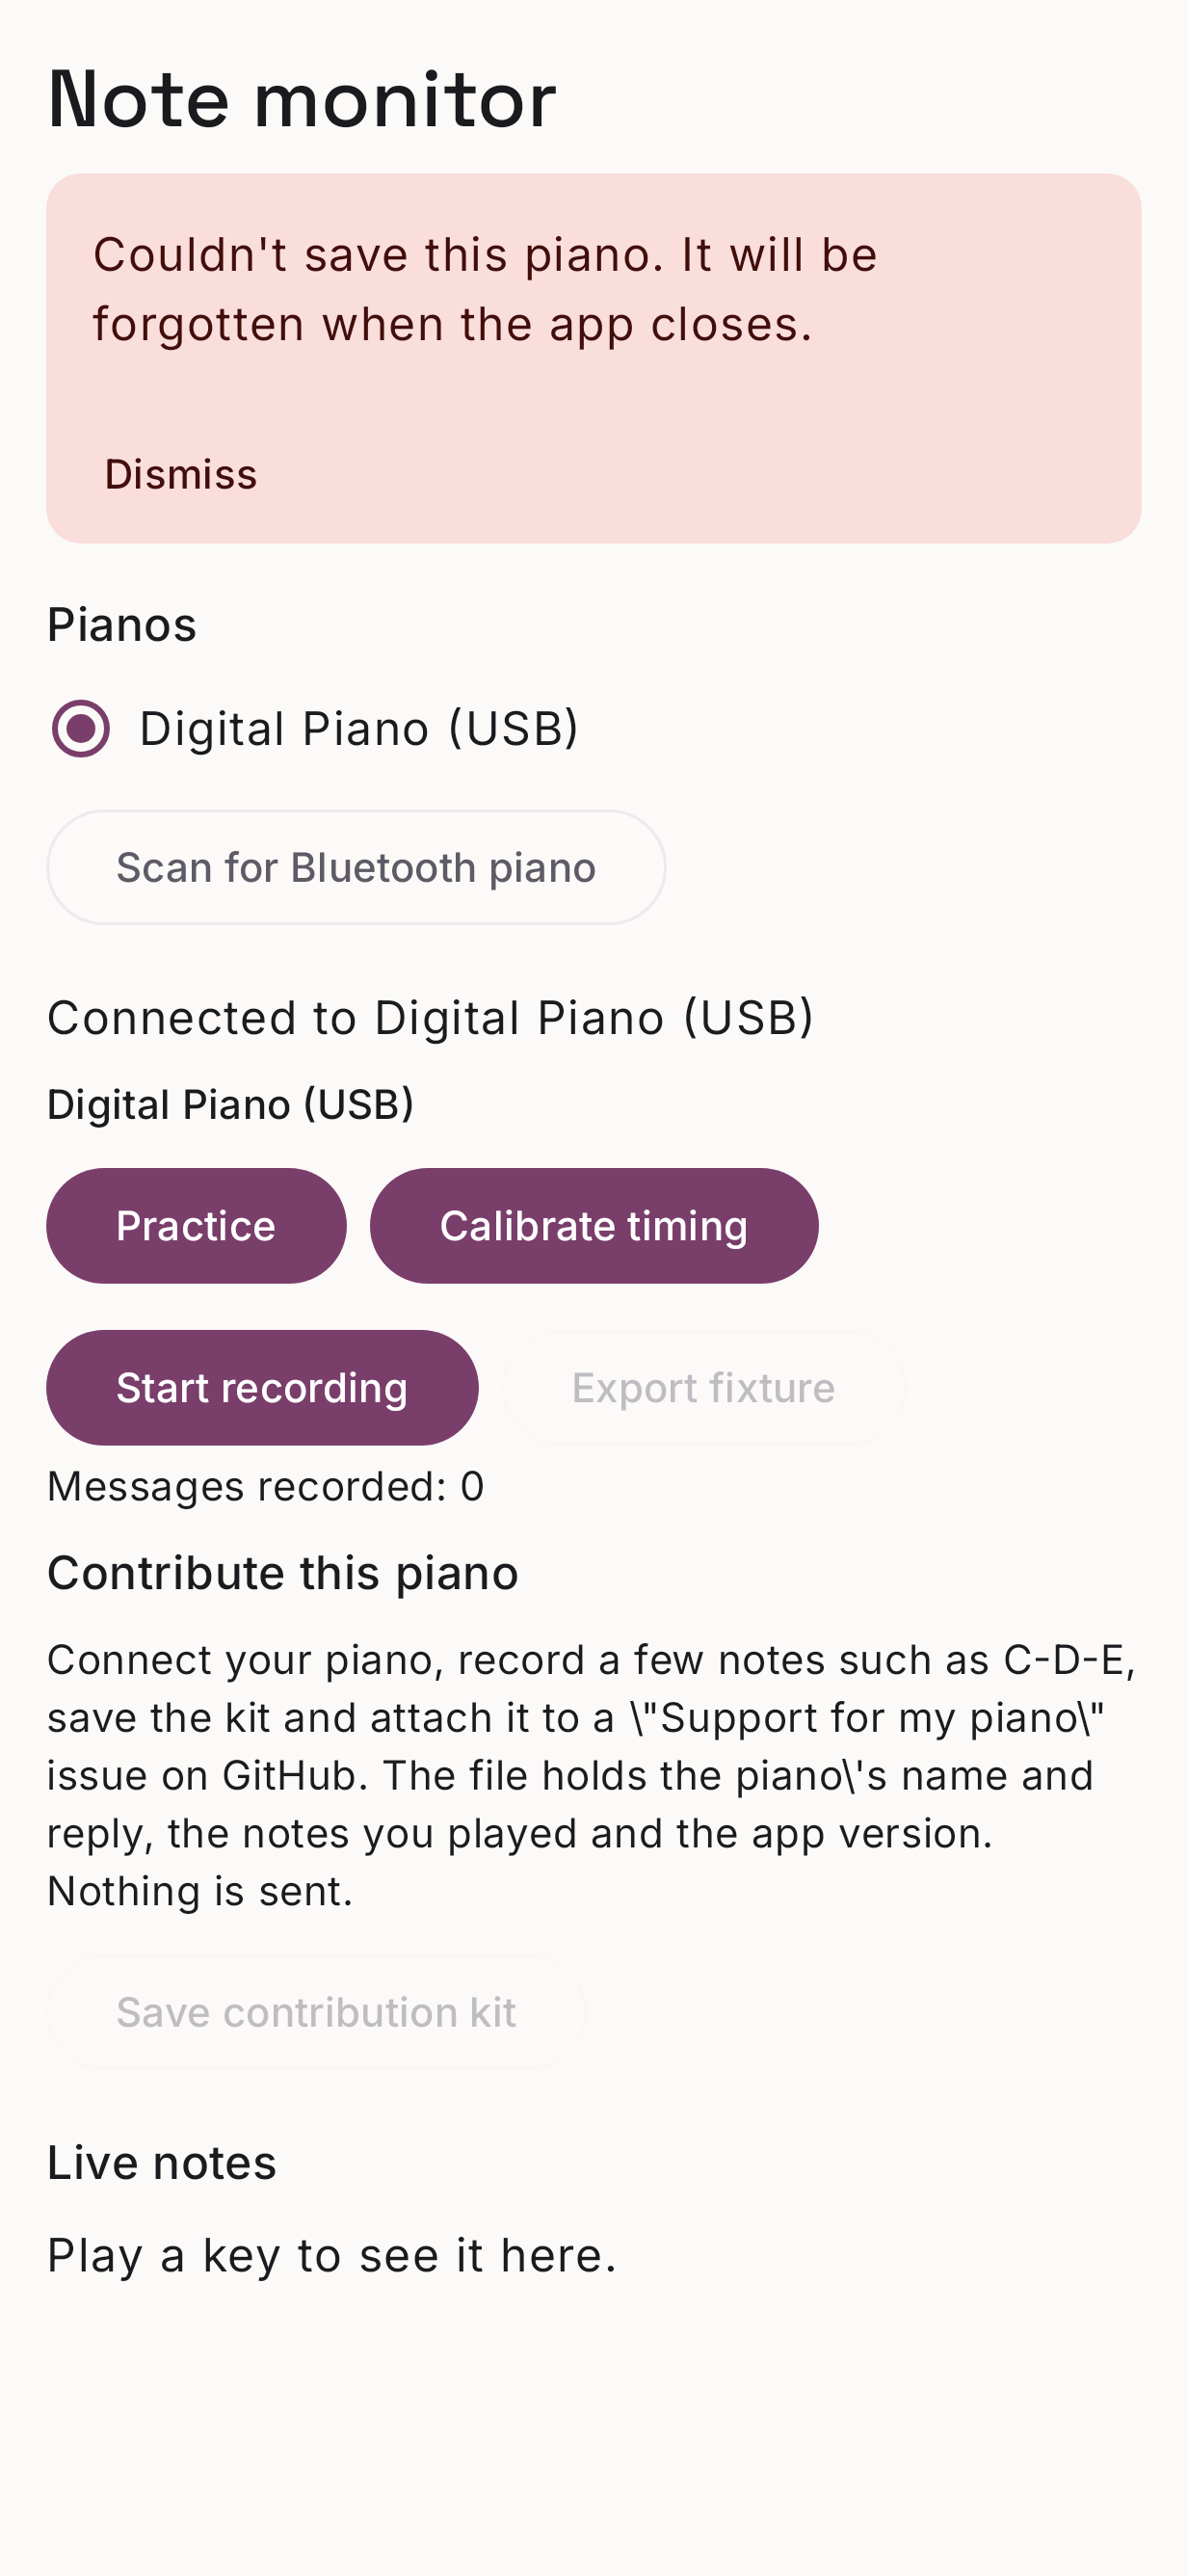 Note monitor
Couldn't save this piano. It will be
forgotten when the app closes.
Dismiss
Pianos
Digital Piano (USB)
Scan for Bluetooth piano
Connected to Digital Piano (USB)
Digital Piano (USB)
Practice
Calibrate timing
Start recording
Export fixture
Messages recorded: 0
Contribute this piano
Connect your piano, record a few notes such as C-D-E,
save the kit and attach it to a \"Support for my piano\"
issue on GitHub. The file holds the piano\'s name and
reply, the notes you played and the app version.
Nothing is sent.
Save contribution kit
Live notes
Play a key to see it here.